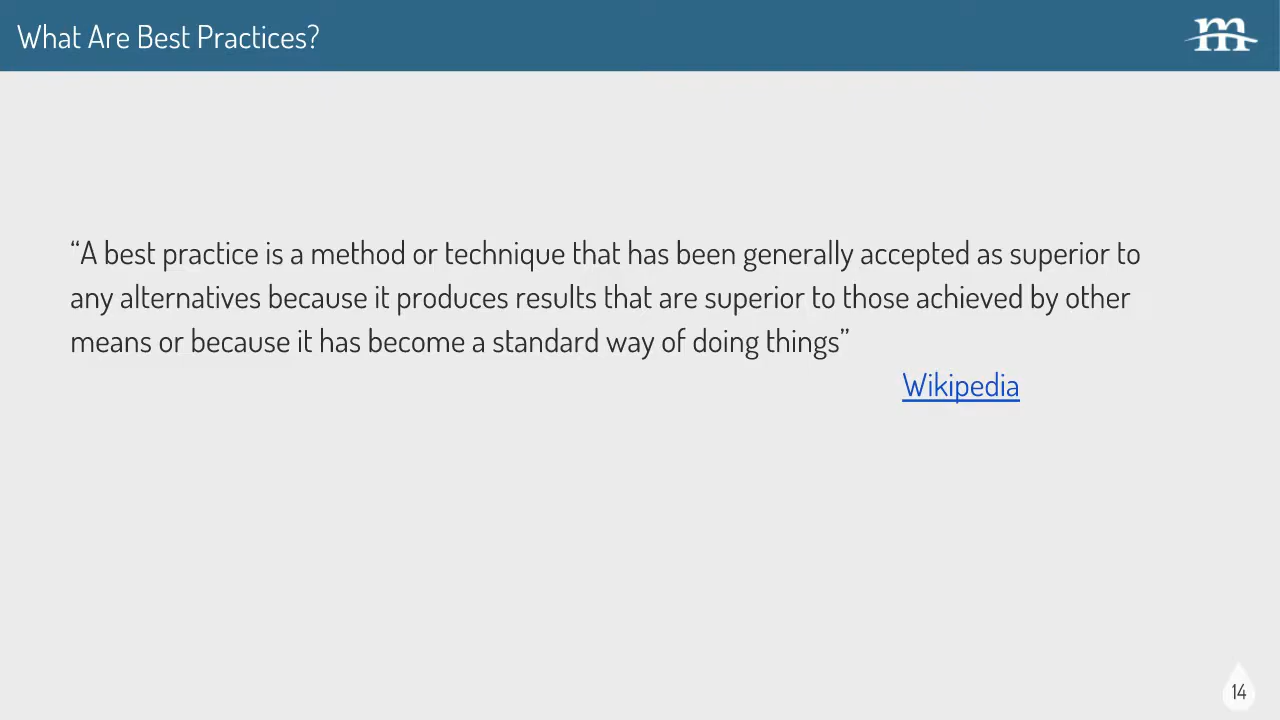 What Are Best Practices?
m
“A best practice is a method or technique that has been generally accepted as superior to
any alternatives because it produces results that are superior to those achieved by other
means or because it has become a standard way of doing things”
Wikipedia
14